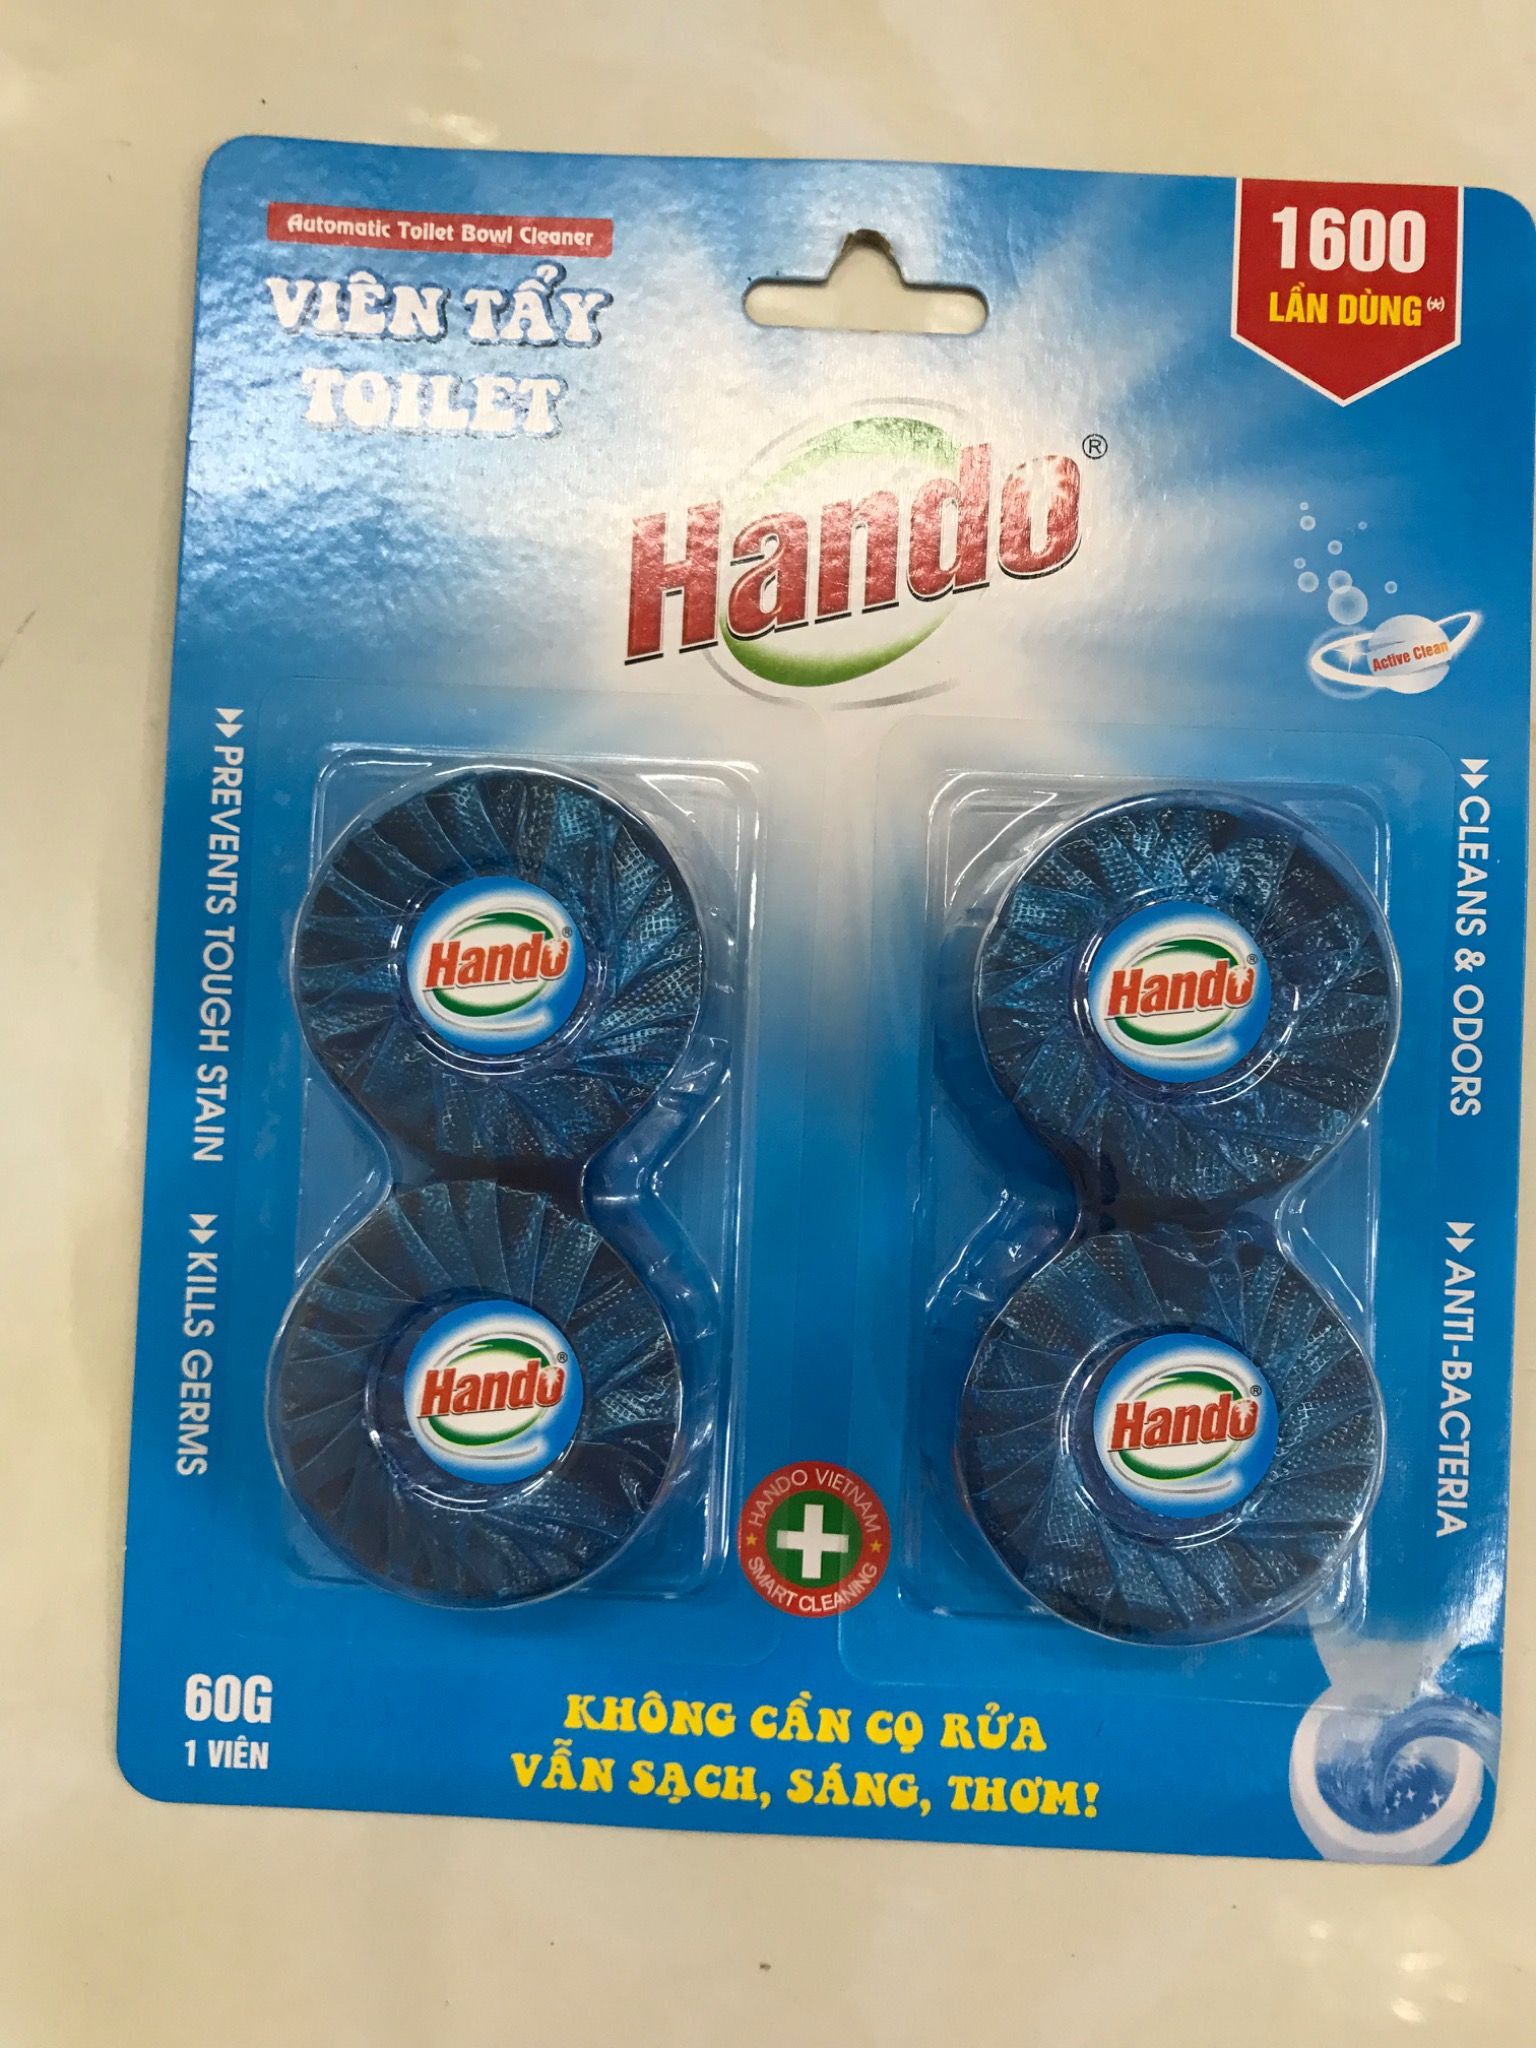 Automatic Toilet Bowl Cleaner
VIÊN TẨY
TOILET
1600
LẦN DÙNG(*)
Hando®
Active Clean
PREVENTS TOUGH STAIN
KILLS GERMS
CLEANS & ODORS
ANTI-BACTERIA
Hando®
Hando®
Hando®
Hando®
HANDO VIETNAM
SMART CLEANING
60G
1 VIÊN
KHÔNG CẦN CỌ RỬA
VẪN SẠCH, SÁNG, THƠM!